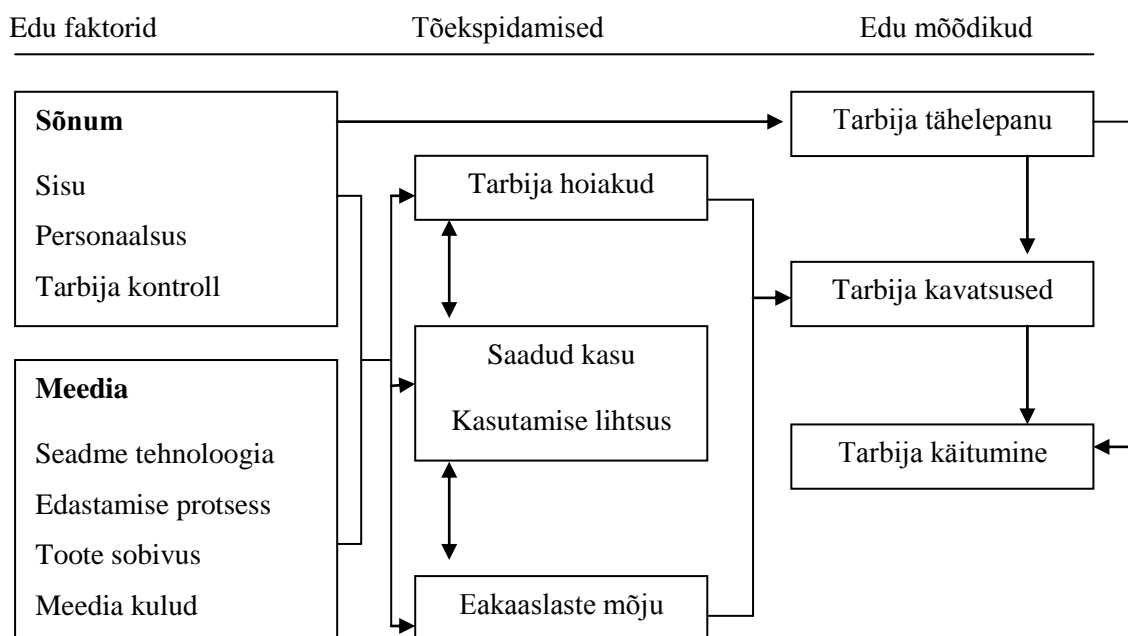 Edu faktorid
Tõekspidamised
Edu mõõdikud
Sõnum
Sisu
Personaalsus
Tarbija kontroll
Meedia
Seadme tehnoloogia
Edastamise protsess
Toote sobivus
Meedia kulud
Tarbija hoiakud
Saadud kasu
Kasutamise lihtsus
Eakaaslaste mõju
Tarbija tähelepanu
Tarbija kavatsused
Tarbija käitumine